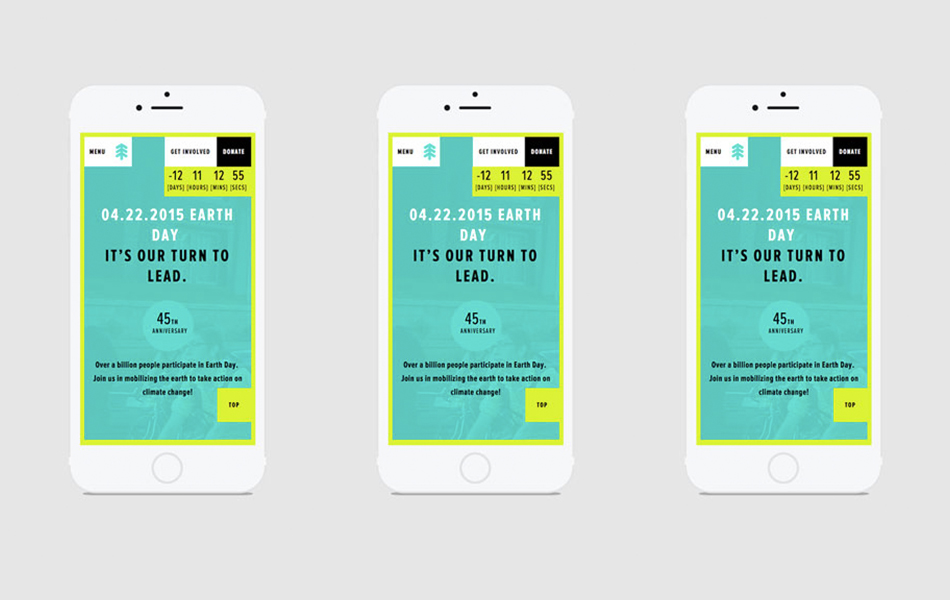 MENU GET INVOLVED DONATE
-12 11 12 55
[DAYS] [HOURS] [MINS] [SECS]
04.22.2015 EARTH
DAY
IT'S OUR TURN TO
LEAD.
45TH
ANNIVERSARY
Over a billion people participate in Earth Day.
Join us in mobilizing the earth to take action on
climate change!
TOP
MENU GET INVOLVED DONATE
-12 11 12 55
[DAYS] [HOURS] [MINS] [SECS]
04.22.2015 EARTH
DAY
IT'S OUR TURN TO
LEAD.
45TH
ANNIVERSARY
Over a billion people participate in Earth Day.
Join us in mobilizing the earth to take action on
climate change!
TOP
MENU GET INVOLVED DONATE
-12 11 12 55
[DAYS] [HOURS] [MINS] [SECS]
04.22.2015 EARTH
DAY
IT'S OUR TURN TO
LEAD.
45TH
ANNIVERSARY
Over a billion people participate in Earth Day.
Join us in mobilizing the earth to take action on
climate change!
TOP